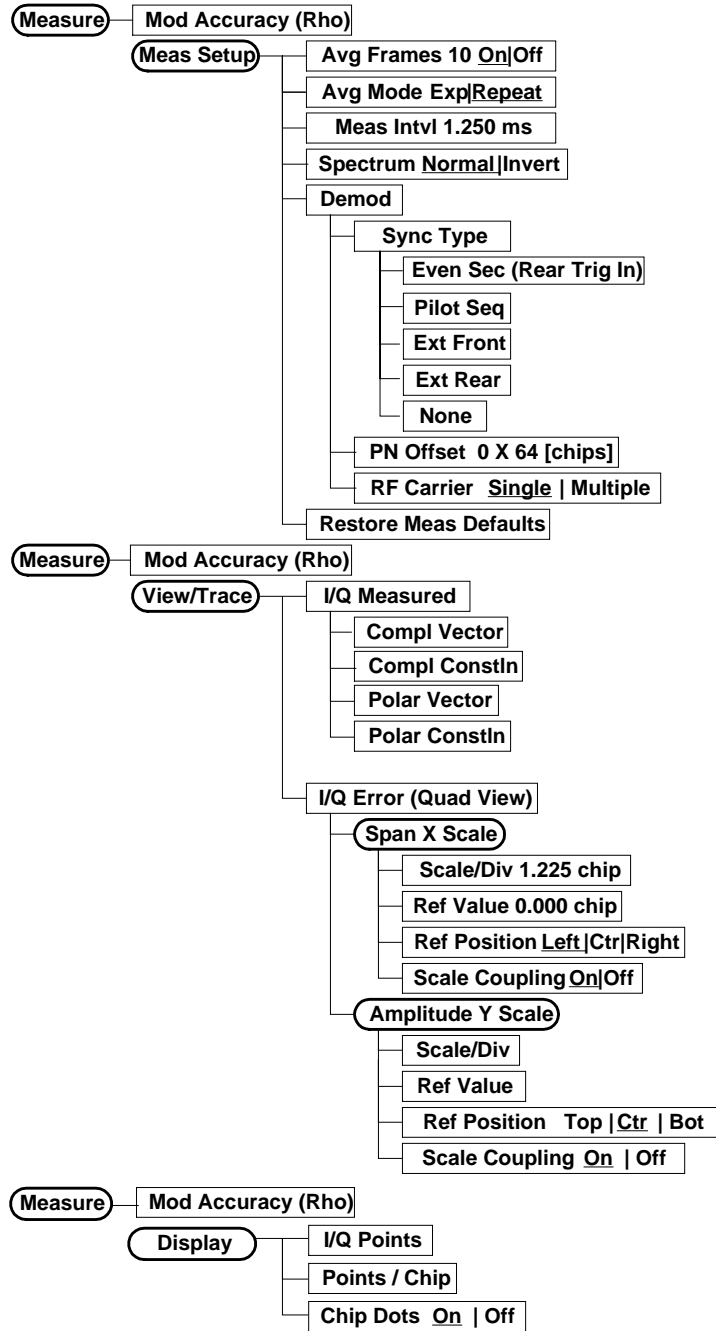 Measure
Mod Accuracy (Rho)
Meas Setup
Avg Frames 10 On|Off
Avg Mode Exp|Repeat
Meas Intvl 1.250 ms
Spectrum Normal|Invert
Demod
Sync Type
Even Sec (Rear Trig In)
Pilot Seq
Ext Front
Ext Rear
None
PN Offset 0 X 64 [chips]
RF Carrier Single | Multiple
Restore Meas Defaults
Measure
Mod Accuracy (Rho)
View/Trace
I/Q Measured
Compl Vector
Compl Constln
Polar Vector
Polar Constln
I/Q Error (Quad View)
Span X Scale
Scale/Div 1.225 chip
Ref Value 0.000 chip
Ref Position Left|Ctr|Right
Scale Coupling On|Off
Amplitude Y Scale
Scale/Div
Ref Value
Ref Position Top |Ctr | Bot
Scale Coupling On | Off
Measure
Mod Accuracy (Rho)
Display
I/Q Points
Points / Chip
Chip Dots On | Off